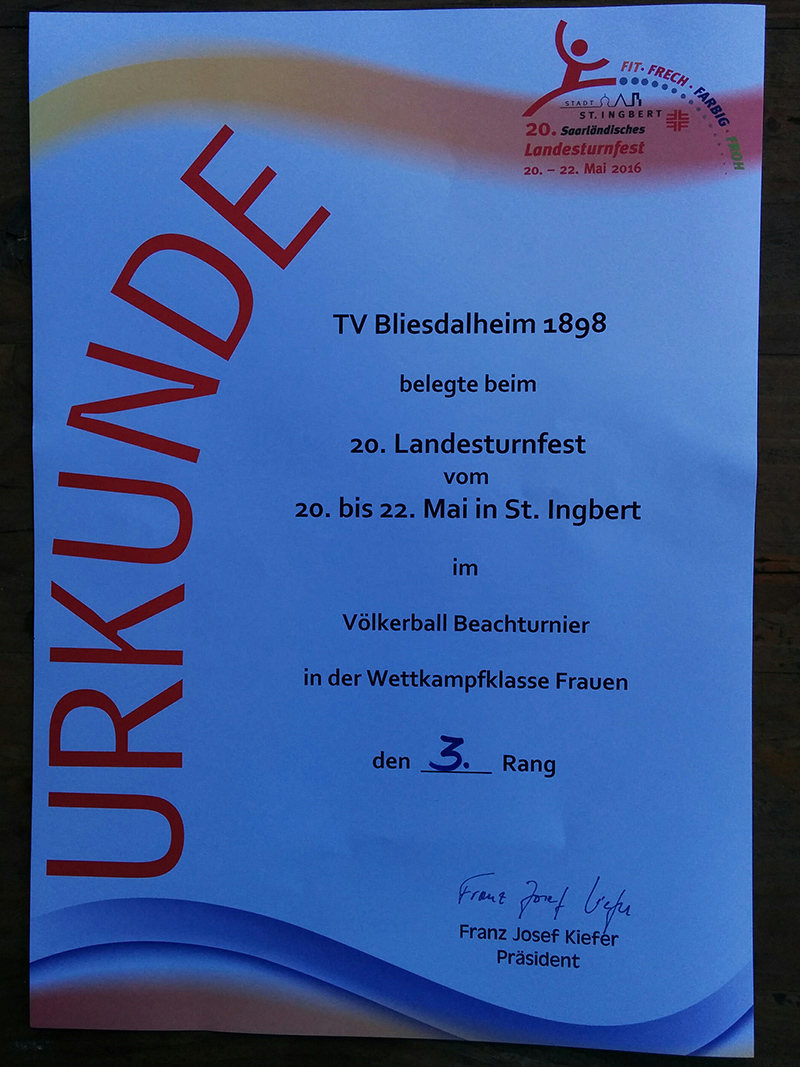 FIT · FRECH · FARBIG · FROH
STADT
ST. INGBERT
20. Saarländisches
Landesturnfest
20. – 22. Mai 2016
URKUNDE
TV Bliesdalheim 1898
belegte beim
20. Landesturnfest
vom
20. bis 22. Mai in St. Ingbert
im
Völkerball Beachturnier
in der Wettkampfklasse Frauen
den 3. Rang
Franz Josef Kiefer
Franz Josef Kiefer
Präsident